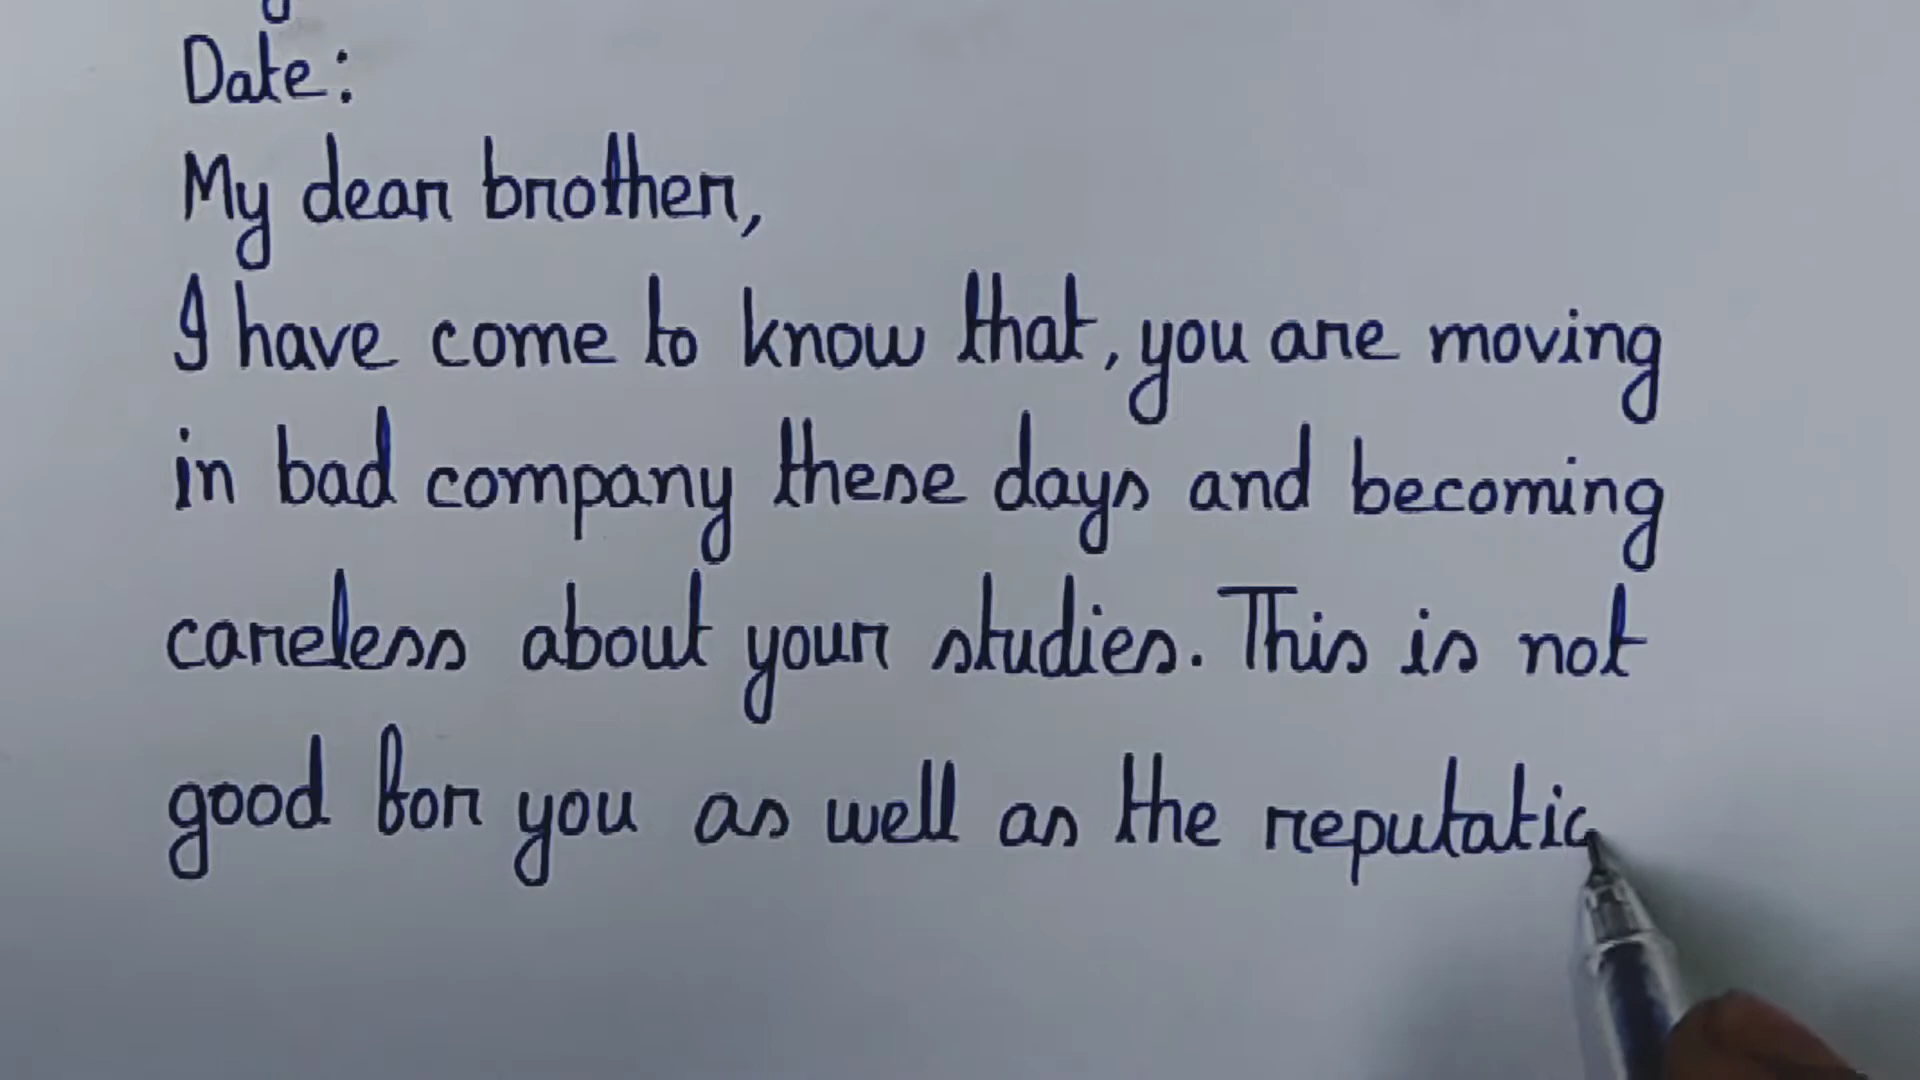 Date:
My dear brother,
I have come to know that, you are moving
in bad company these days and becoming
careless about your studies. This is not
good for you as well as the reputatio